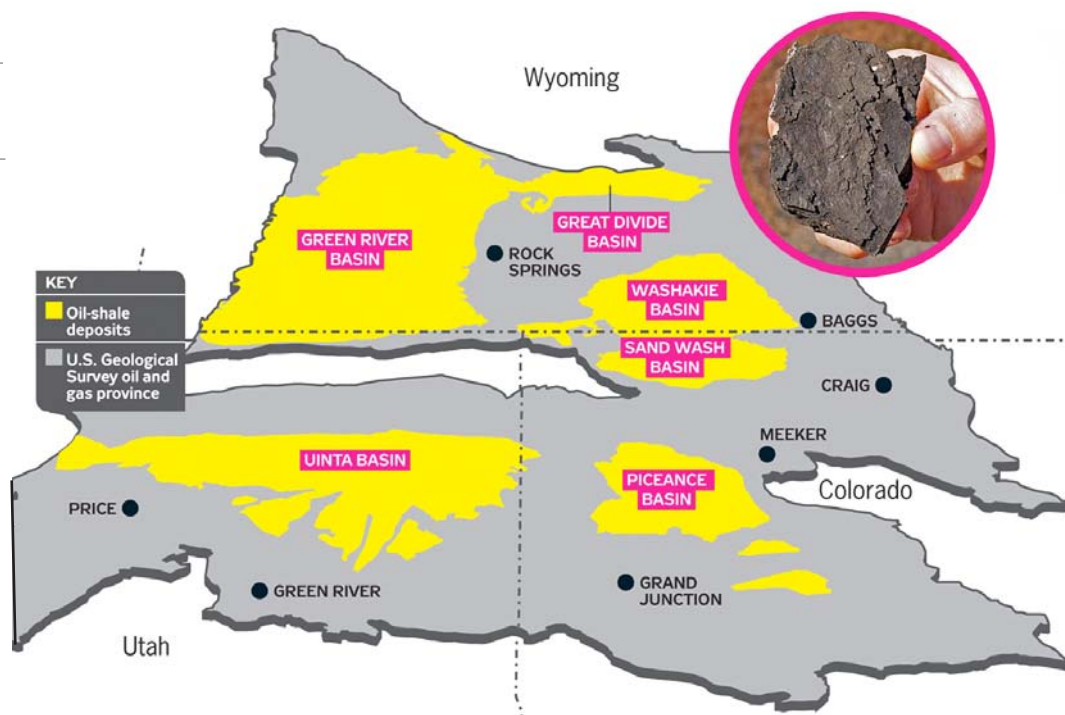 Wyoming
GREAT DIVIDE
BASIN
GREEN RIVER
BASIN
ROCK
SPRINGS
KEY
Oil-shale
deposits
U.S. Geological
Survey oil and
gas province
WASHAKIE
BASIN
BAGGS
SAND WASH
BASIN
CRAIG
MEEKER
UINTA BASIN
PICEANCE
BASIN
Colorado
PRICE
GREEN RIVER
GRAND
JUNCTION
Utah